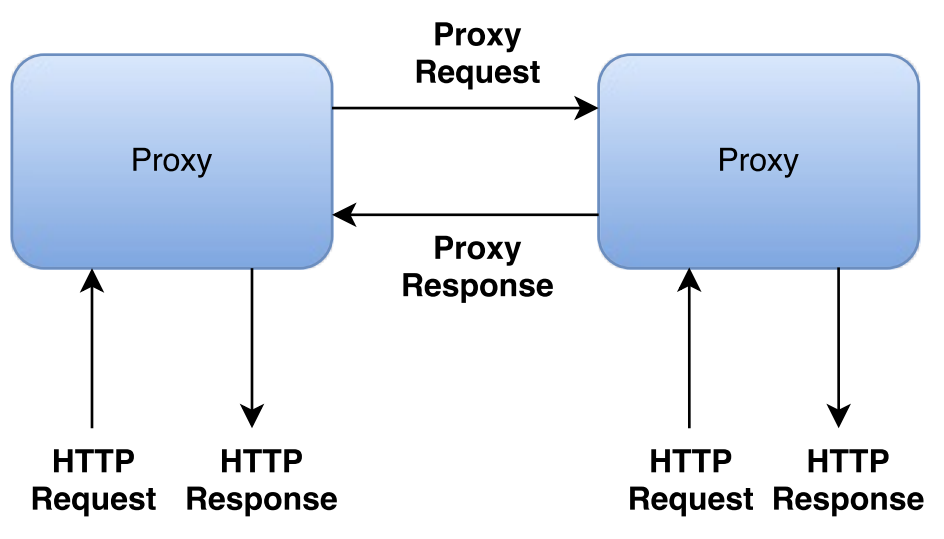 Proxy
Request
Proxy
Proxy
Proxy
Response
HTTP
Request
HTTP
Response
HTTP
Request
HTTP
Response